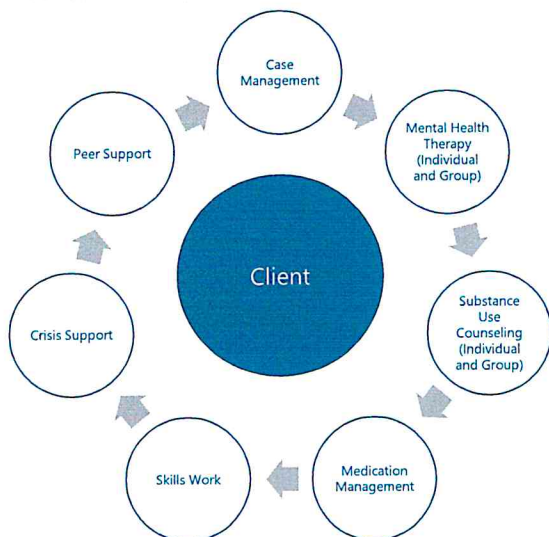 Case
Management
Mental Health
Therapy
(Individual
and Group)
Substance
Use
Counseling
(Individual
and Group)
Medication
Management
Skills Work
Crisis Support
Peer Support
Client